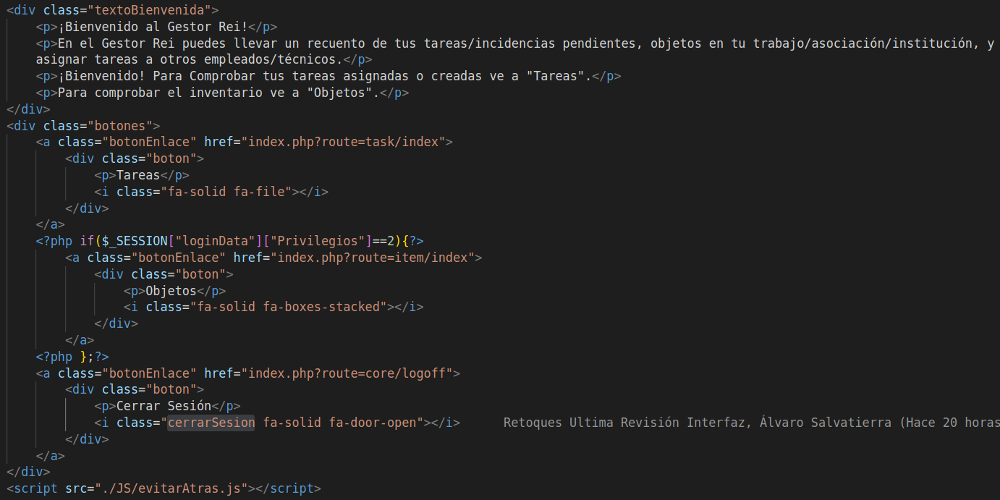 <div class="textoBienvenida">
<p>¡Bienvenido al Gestor Rei!</p>
<p>En el Gestor Rei puedes llevar un recuento de tus tareas/incidencias pendientes, objetos en tu trabajo/asociación/institución, y
asignar tareas a otros empleados/técnicos.</p>
<p>¡Bienvenido! Para Comprobar tus tareas asignadas o creadas ve a "Tareas".</p>
<p>Para comprobar el inventario ve a "Objetos".</p>
</div>
<div class="botones">
<a class="botonEnlace" href="index.php?route=task/index">
<div class="boton">
<p>Tareas</p>
<i class="fa-solid fa-file"></i>
</div>
</a>
<?php if($_SESSION["loginData"]["Privilegios"]==2){?>
<a class="botonEnlace" href="index.php?route=item/index">
<div class="boton">
<p>Objetos</p>
<i class="fa-solid fa-boxes-stacked"></i>
</div>
</a>
<?php };?>
<a class="botonEnlace" href="index.php?route=core/logoff">
<div class="boton">
<p>Cerrar Sesión</p>
<i class="cerrarSesion fa-solid fa-door-open"></i> Retoques Ultima Revisión Interfaz, Álvaro Salvatierra (Hace 20 horas
</div>
</a>
</div>
<script src="./JS/evitarAtras.js"></script>